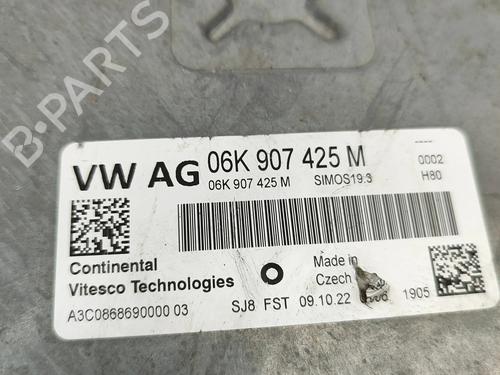 B-PARTS
VW AG 06K 907 425 M
06K 907 425 M SIMOS19.3
0002
H80
Continental
Vitesco Technologies
Made in
Czech
A3C0868690000 03
SJ8 FST 09.10.22
1905